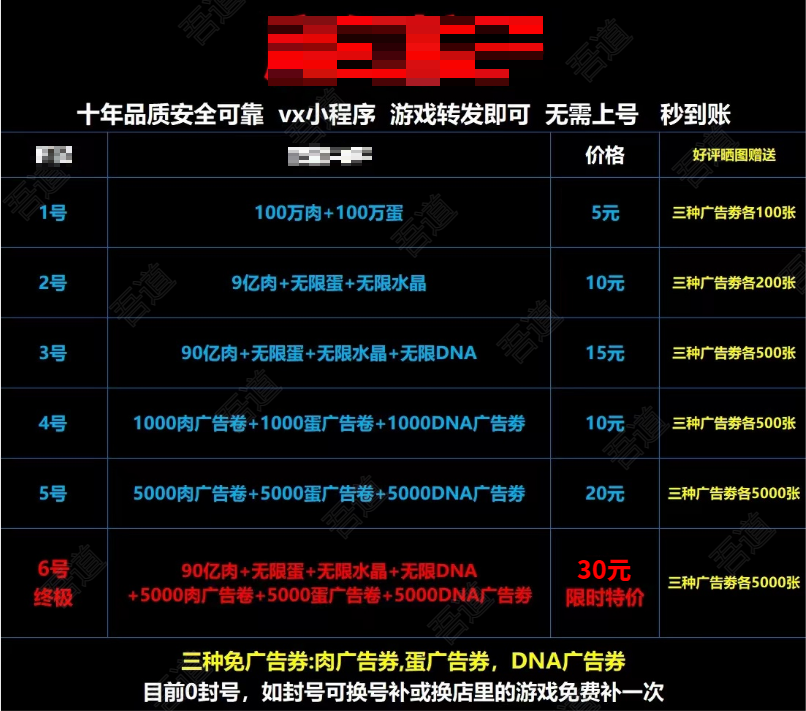 十年品质安全可靠 vx小程序 游戏转发即可 无需上号 秒到账
价格 好评晒图赠送
1号 100万肉+100万蛋 5元 三种广告劵各100张
2号 9亿肉+无限蛋+无限水晶 10元 三种广告劵各200张
3号 90亿肉+无限蛋+无限水晶+无限DNA 15元 三种广告劵各500张
4号 1000肉广告卷+1000蛋广告卷+1000DNA广告劵 10元 三种广告劵各500张
5号 5000肉广告卷+5000蛋广告卷+5000DNA广告劵 20元 三种广告劵各5000张
6号 终极 90亿肉+无限蛋+无限水晶+无限DNA
+5000肉广告卷+5000蛋广告卷+5000DNA广告劵 30元 限时特价 三种广告劵各5000张
三种免广告券:肉广告券,蛋广告券，DNA广告券
目前0封号，如封号可换号补或换店里的游戏免费补一次
吾道